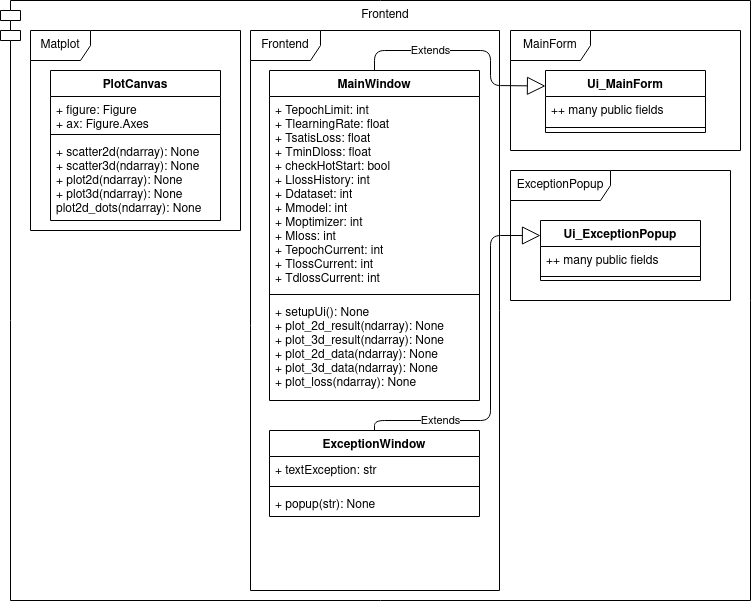 Frontend
Matplot
PlotCanvas
+ figure: Figure
+ ax: Figure.Axes
+ scatter2d(ndarray): None
+ scatter3d(ndarray): None
+ plot2d(ndarray): None
+ plot3d(ndarray): None
plot2d_dots(ndarray): None
Frontend
Extends
MainWindow
+ TepochLimit: int
+ TlearningRate: float
+ TsatisLoss: float
+ TminDloss: float
+ checkHotStart: bool
+ LlossHistory: int
+ Ddataset: int
+ Mmodel: int
+ Moptimizer: int
+ Mloss: int
+ TepochCurrent: int
+ TlossCurrent: int
+ TdlossCurrent: int
+ setupUi(): None
+ plot_2d_result(ndarray): None
+ plot_3d_result(ndarray): None
+ plot_2d_data(ndarray): None
+ plot_3d_data(ndarray): None
+ plot_loss(ndarray): None
Extends
ExceptionWindow
+ textException: str
+ popup(str): None
MainForm
Ui_MainForm
++ many public fields
ExceptionPopup
Ui_ExceptionPopup
++ many public fields